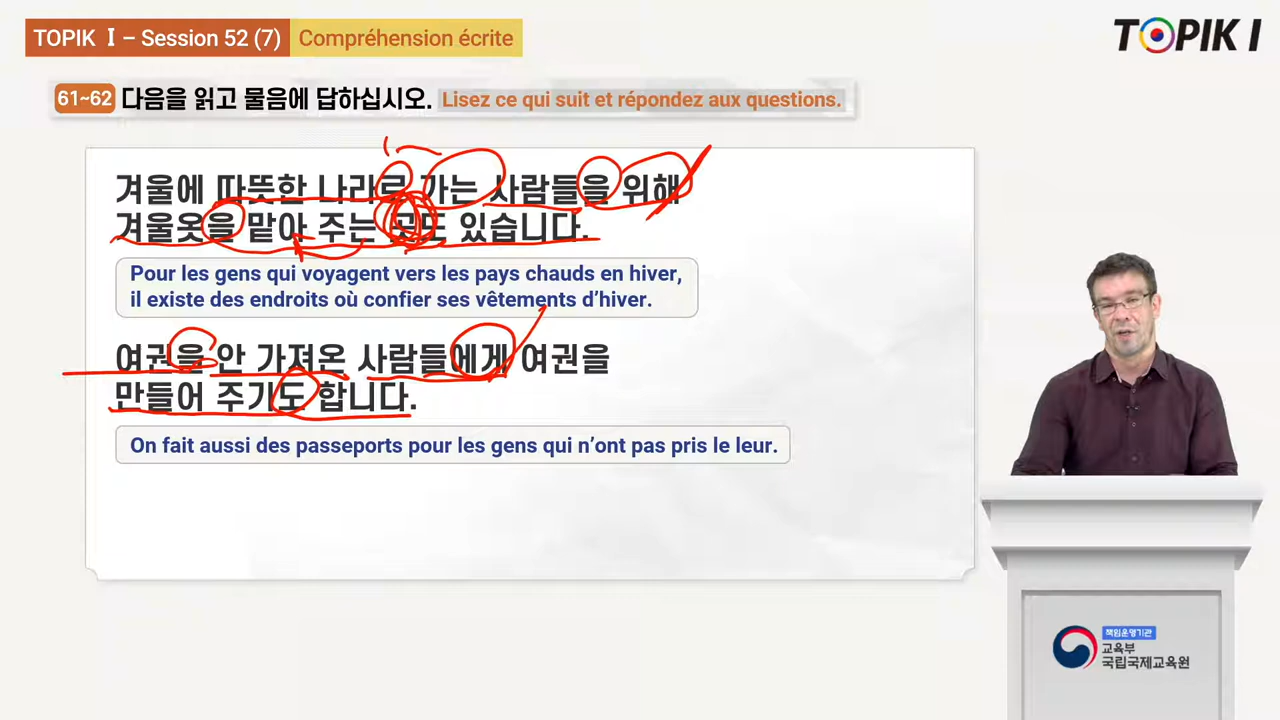 TOPIK I – Session 52 (7) Compréhension écrite
TOPIK I
61~62 다음을 읽고 물음에 답하십시오. Lisez ce qui suit et répondez aux questions.
겨울에 따뜻한 나라로 가는 사람들을 위해
겨울옷을 맡아 주는 곳도 있습니다.
Pour les gens qui voyagent vers les pays chauds en hiver,
il existe des endroits où confier ses vêtements d'hiver.
여권을 안 가져온 사람들에게 여권을
만들어 주기도 합니다.
On fait aussi des passeports pour les gens qui n'ont pas pris le leur.
책임운영기관
교육부
국립국제교육원